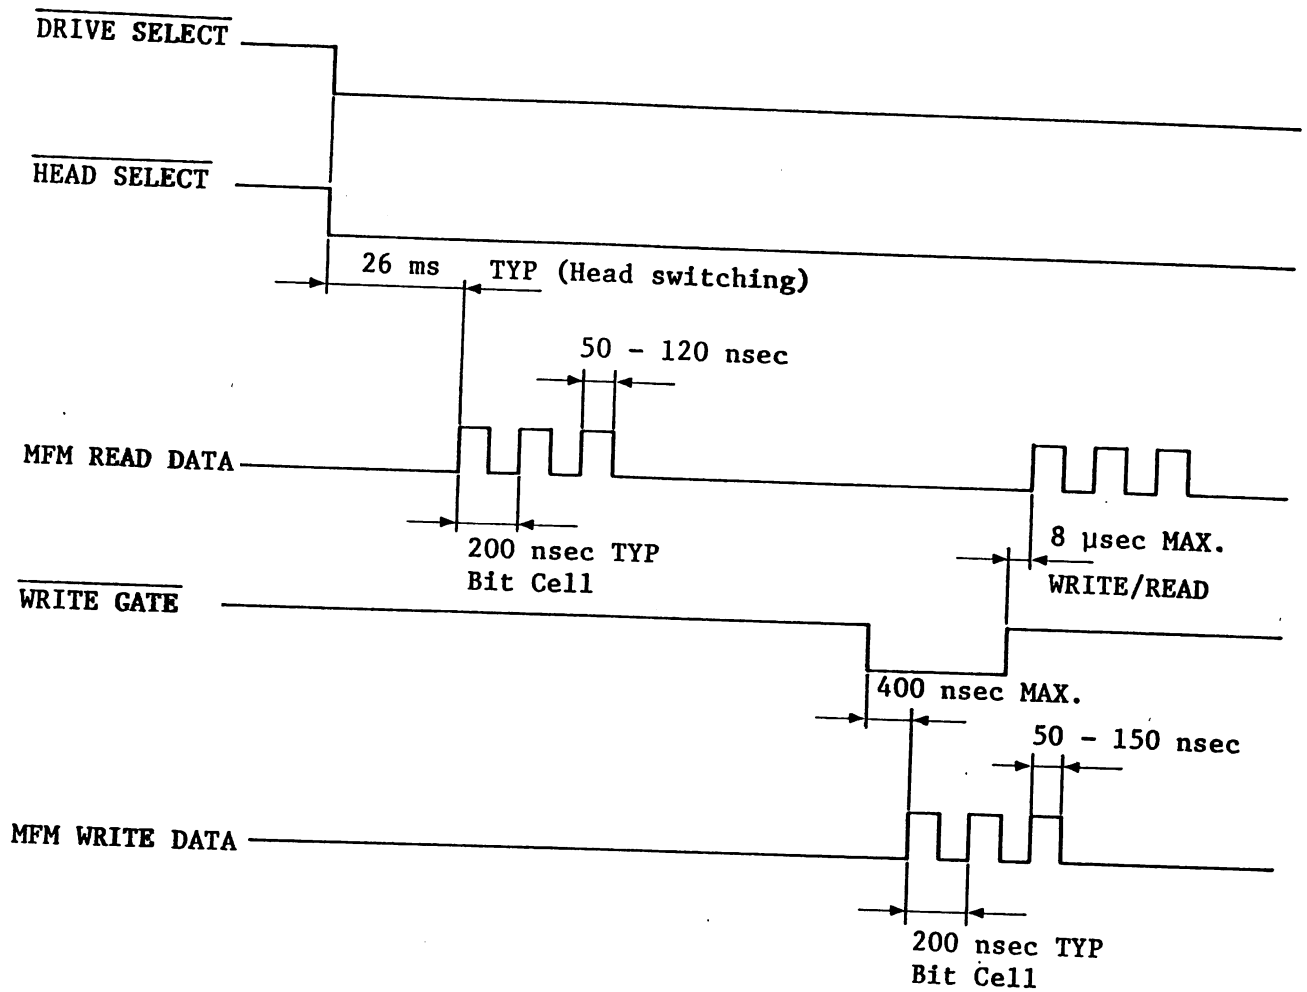 DRIVE SELECT
HEAD SELECT
26 ms TYP (Head switching)
50 - 120 nsec
MFM READ DATA
200 nsec TYP
Bit Cell
8 μsec MAX.
WRITE/READ
WRITE GATE
400 nsec MAX.
50 - 150 nsec
MFM WRITE DATA
200 nsec TYP
Bit Cell